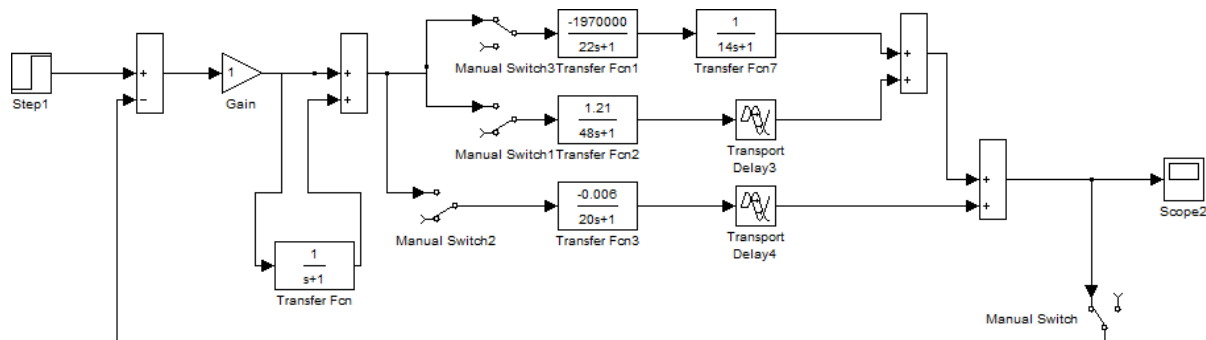 Step1
+
−
1
Gain
+
+
1
s+1
Transfer Fcn
Manual Switch3
-1970000
22s+1
Transfer Fcn1
1
14s+1
Transfer Fcn7
Manual Switch1
1.21
48s+1
Transfer Fcn2
Transport
Delay3
Manual Switch2
-0.006
20s+1
Transfer Fcn3
Transport
Delay4
+
+
+
+
Scope2
Manual Switch